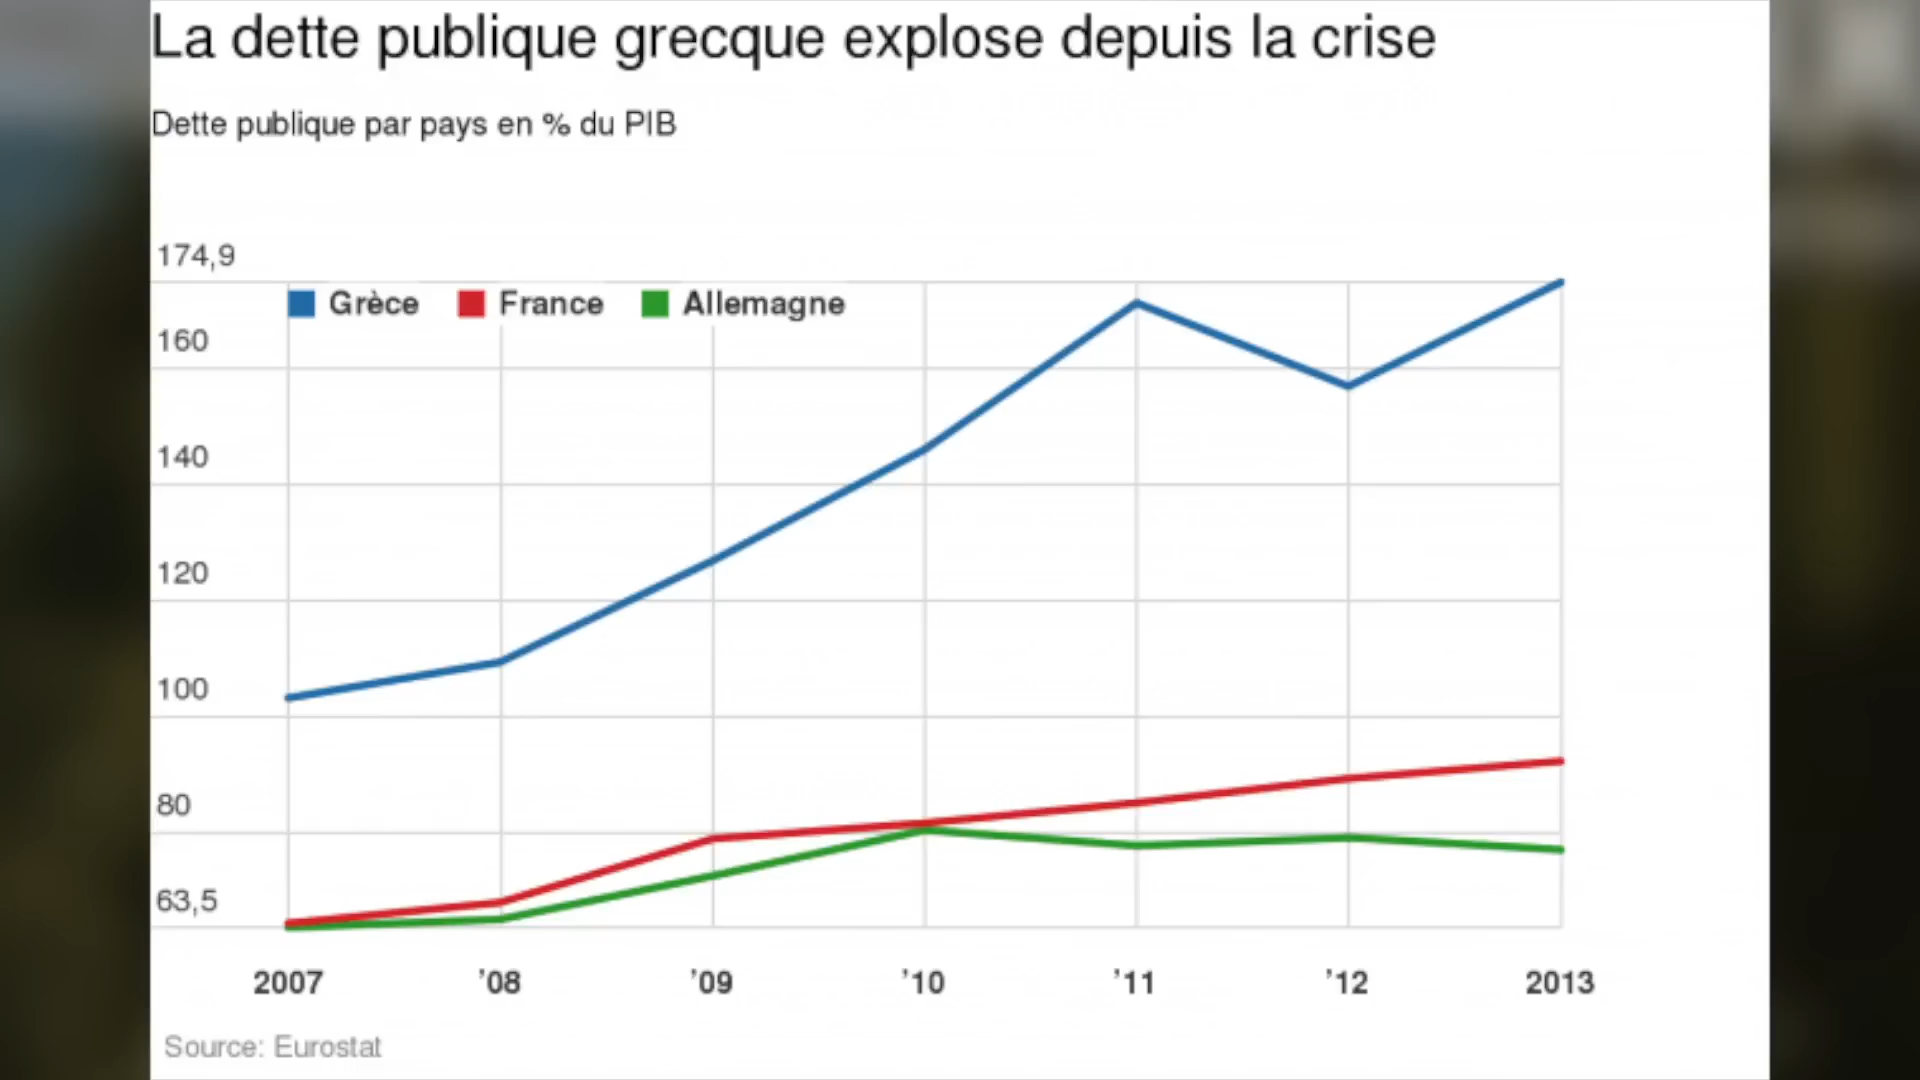 La dette publique grecque explose depuis la crise
Dette publique par pays en % du PIB
174,9
Grèce France Allemagne
160
140
120
100
80
63,5
2007 ’08 ’09 ’10 ’11 ’12 2013
Source: Eurostat